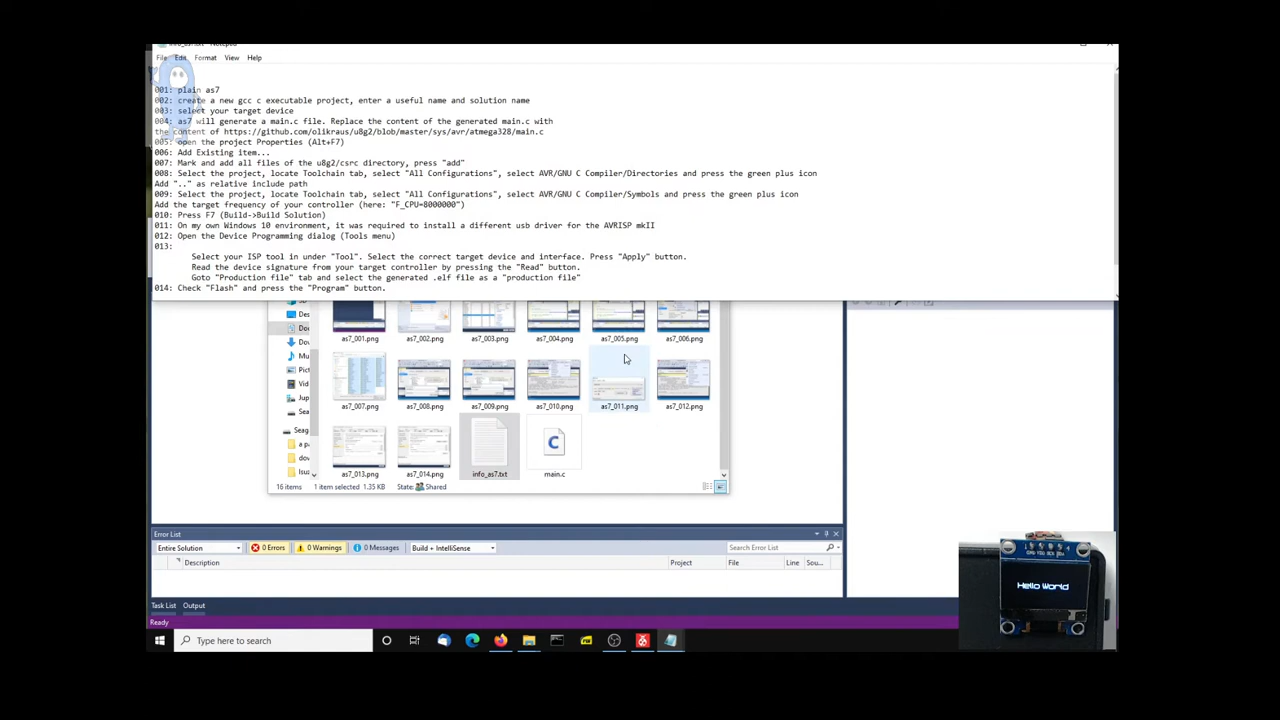 info_as7.txt - Notepad
File Edit Format View Help
001: plain as7
002: create a new gcc c executable project, enter a useful name and solution name
003: select your target device
004: as7 will generate a main.c file. Replace the content of the generated main.c with
the content of https://github.com/olikraus/u8g2/blob/master/sys/avr/atmega328/main.c
005: open the project Properties (Alt+F7)
006: Add Existing item...
007: Mark and add all files of the u8g2/csrc directory, press "add"
008: Select the project, locate Toolchain tab, select "All Configurations", select AVR/GNU C Compiler/Directories and press the green plus icon
Add ".." as relative include path
009: Select the project, locate Toolchain tab, select "All Configurations", select AVR/GNU C Compiler/Symbols and press the green plus icon
Add the target frequency of your controller (here: "F_CPU=8000000")
010: Press F7 (Build->Build Solution)
011: On my own Windows 10 environment, it was required to install a different usb driver for the AVRISP mkII
012: Open the Device Programming dialog (Tools menu)
013:
Select your ISP tool in under "Tool". Select the correct target device and interface. Press "Apply" button.
Read the device signature from your target controller by pressing the "Read" button.
Goto "Production file" tab and select the generated .elf file as a "production file"
014: Check "Flash" and press the "Program" button.
Des
Dou
Dov
Mu
Pict
Vid
Jup
Sea
Seag
a p
dov
Isu
as7_001.png as7_002.png as7_003.png as7_004.png as7_005.png as7_006.png
as7_007.png as7_008.png as7_009.png as7_010.png as7_011.png as7_012.png
as7_013.png as7_014.png info_as7.txt main.c
16 items 1 item selected 1.35 KB State: Shared
Error List
Entire Solution 0 Errors 0 Warnings 0 Messages Build + IntelliSense Search Error List
Description Project File Line Sou...
Task List Output
Ready
Type here to search
Hello World